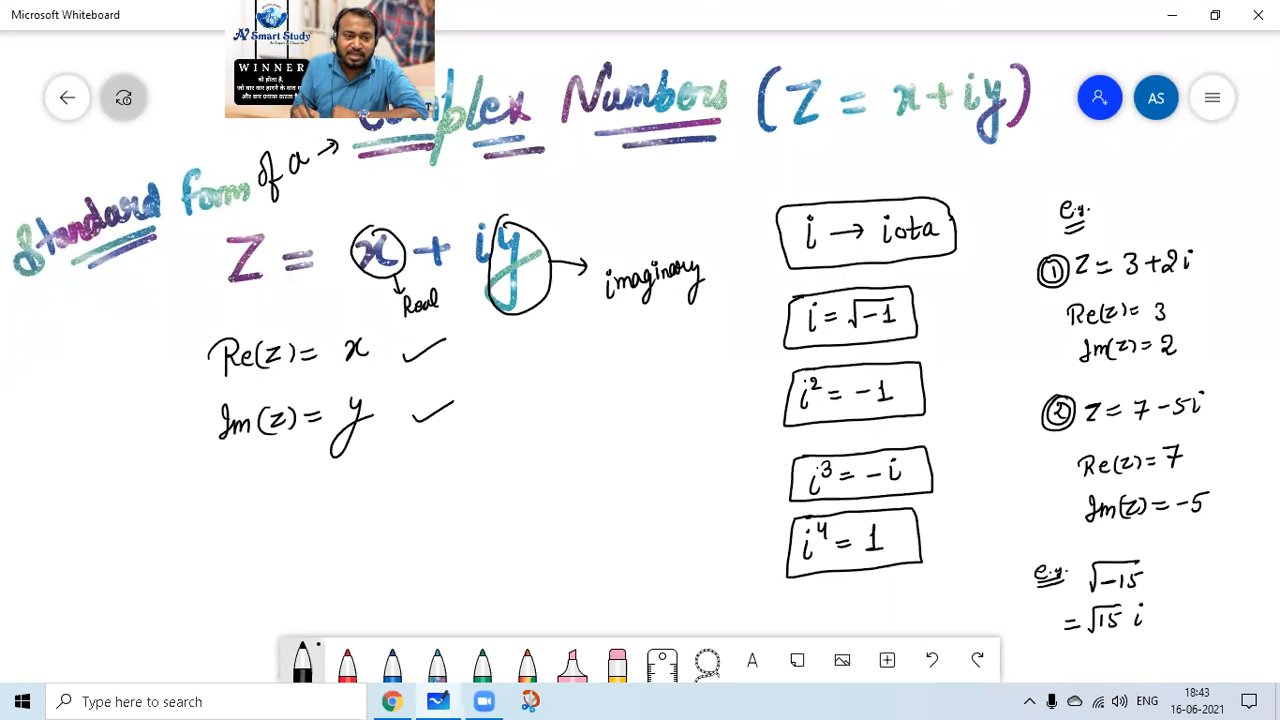 Microsoft Whiteboard
AV Smart Study
WINNER
वो होता है,
जो बार बार हारने के बाद
Complex Numbers (Z = x+iy)
AS
Standard form of a →
Z = x + iy
Real
imaginary
Re(z) = x ✓
Im(z) = y ✓
i → iota
i = √-1
i² = -1
i³ = -i
i⁴ = 1
e.g.
① Z = 3+2i
Re(z) = 3
Im(z) = 2
② Z = 7-5i
Re(z) = 7
Im(z) = -5
e.g. √-15
= √15 i
A
Type here to search
ENG
18:43
16-06-2021